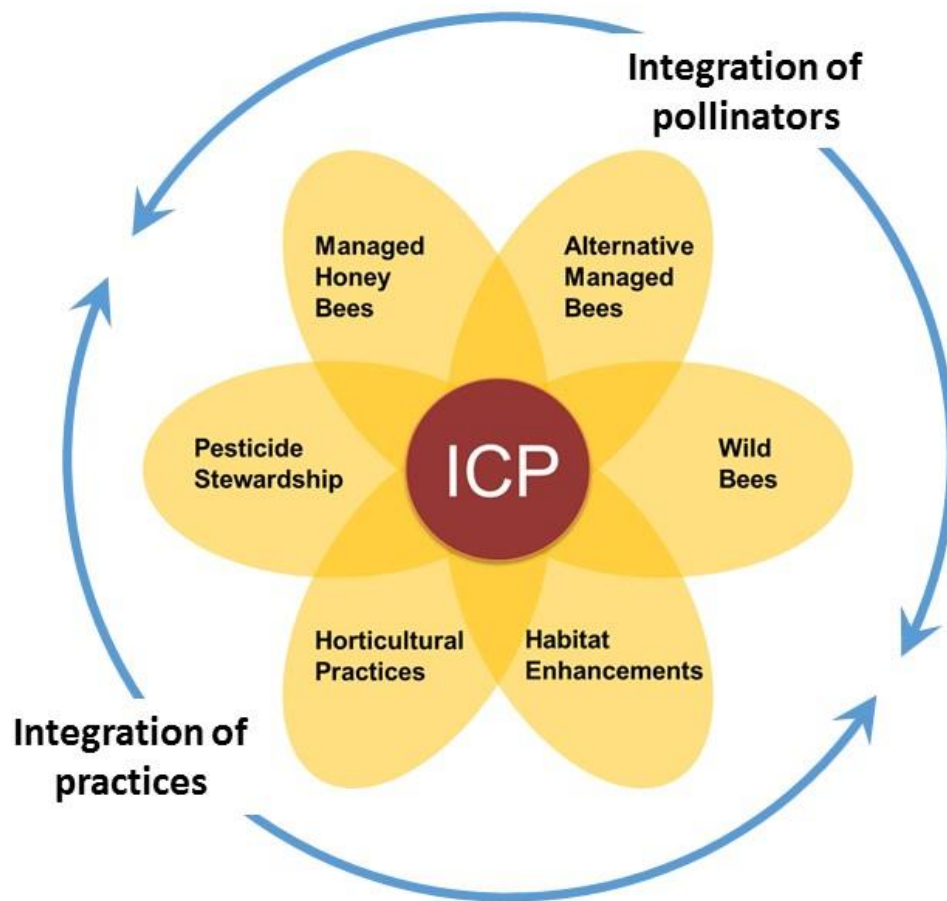 Integration of
pollinators
Managed
Honey
Bees
Alternative
Managed
Bees
Pesticide
Stewardship
ICP
Wild
Bees
Horticultural
Practices
Habitat
Enhancements
Integration of
practices